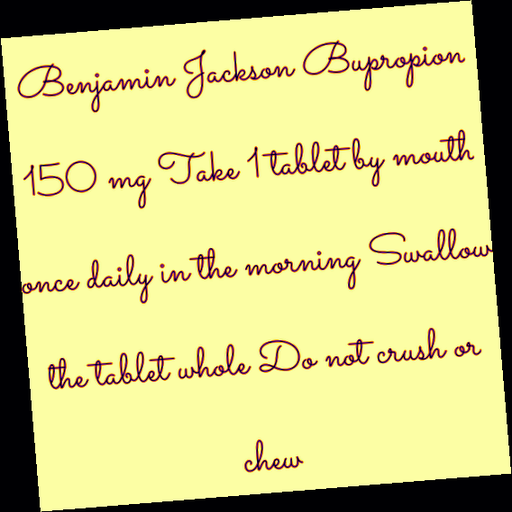 Benjamin Jackson Bupropion
150 mg Take 1 tablet by mouth
once daily in the morning Swallow
the tablet whole Do not crush or
chew